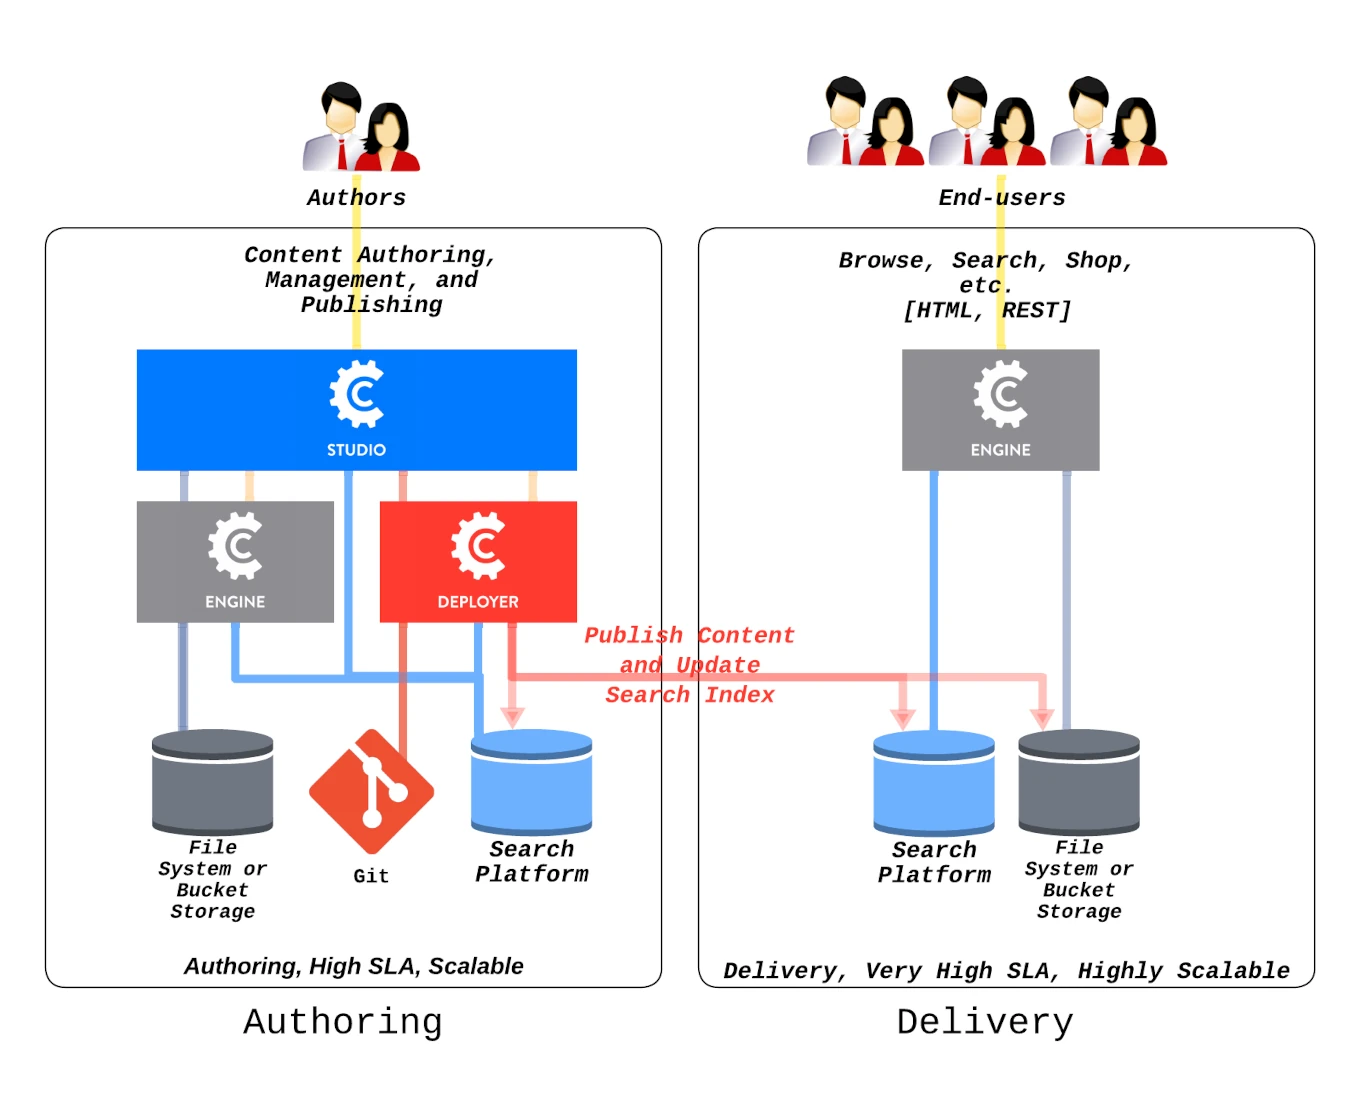 Authors
End-users
Content Authoring,
Management, and
Publishing
Browse, Search, Shop,
etc.
[HTML, REST]
STUDIO
ENGINE
ENGINE
DEPLOYER
Publish Content
and Update
Search Index
File
System or
Bucket
Storage
Git
Search
Platform
Search
Platform
File
System or
Bucket
Storage
Authoring, High SLA, Scalable
Delivery, Very High SLA, Highly Scalable
Authoring
Delivery